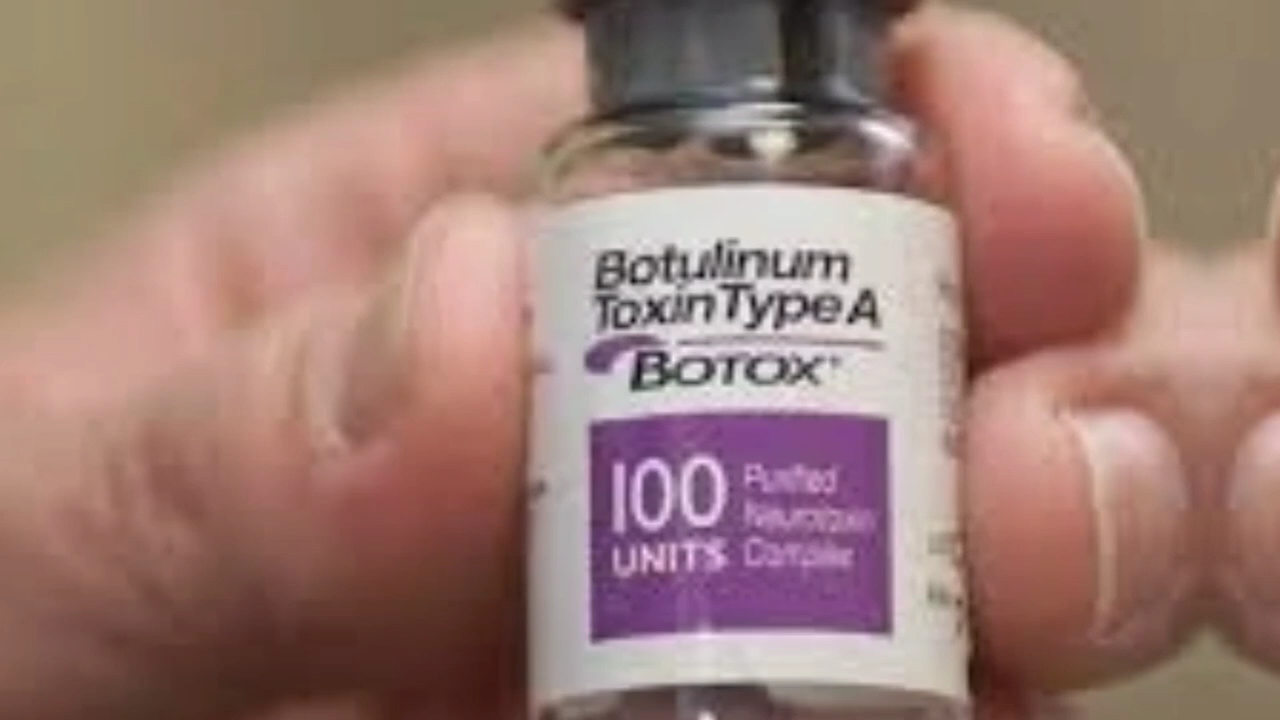 Botulinum
Toxin Type A
BOTOX®
100
UNITS
Purified
Neurotoxin
Complex